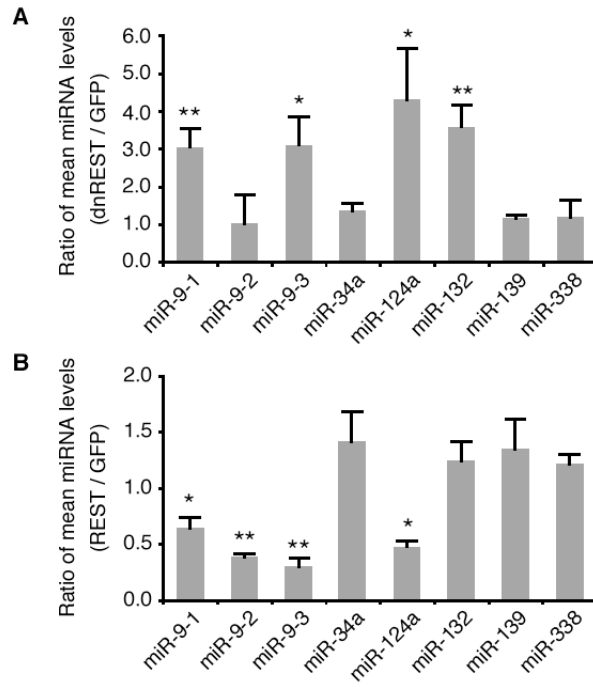 A
Ratio of mean miRNA levels
(dnREST / GFP)
6.0
5.0
4.0
3.0
2.0
1.0
0.0
**
*
*
**
miR-9-1
miR-9-2
miR-9-3
miR-34a
miR-124a
miR-132
miR-139
miR-338
B
Ratio of mean miRNA levels
(REST / GFP)
2.0
1.5
1.0
0.5
0.0
*
**
**
*
miR-9-1
miR-9-2
miR-9-3
miR-34a
miR-124a
miR-132
miR-139
miR-338